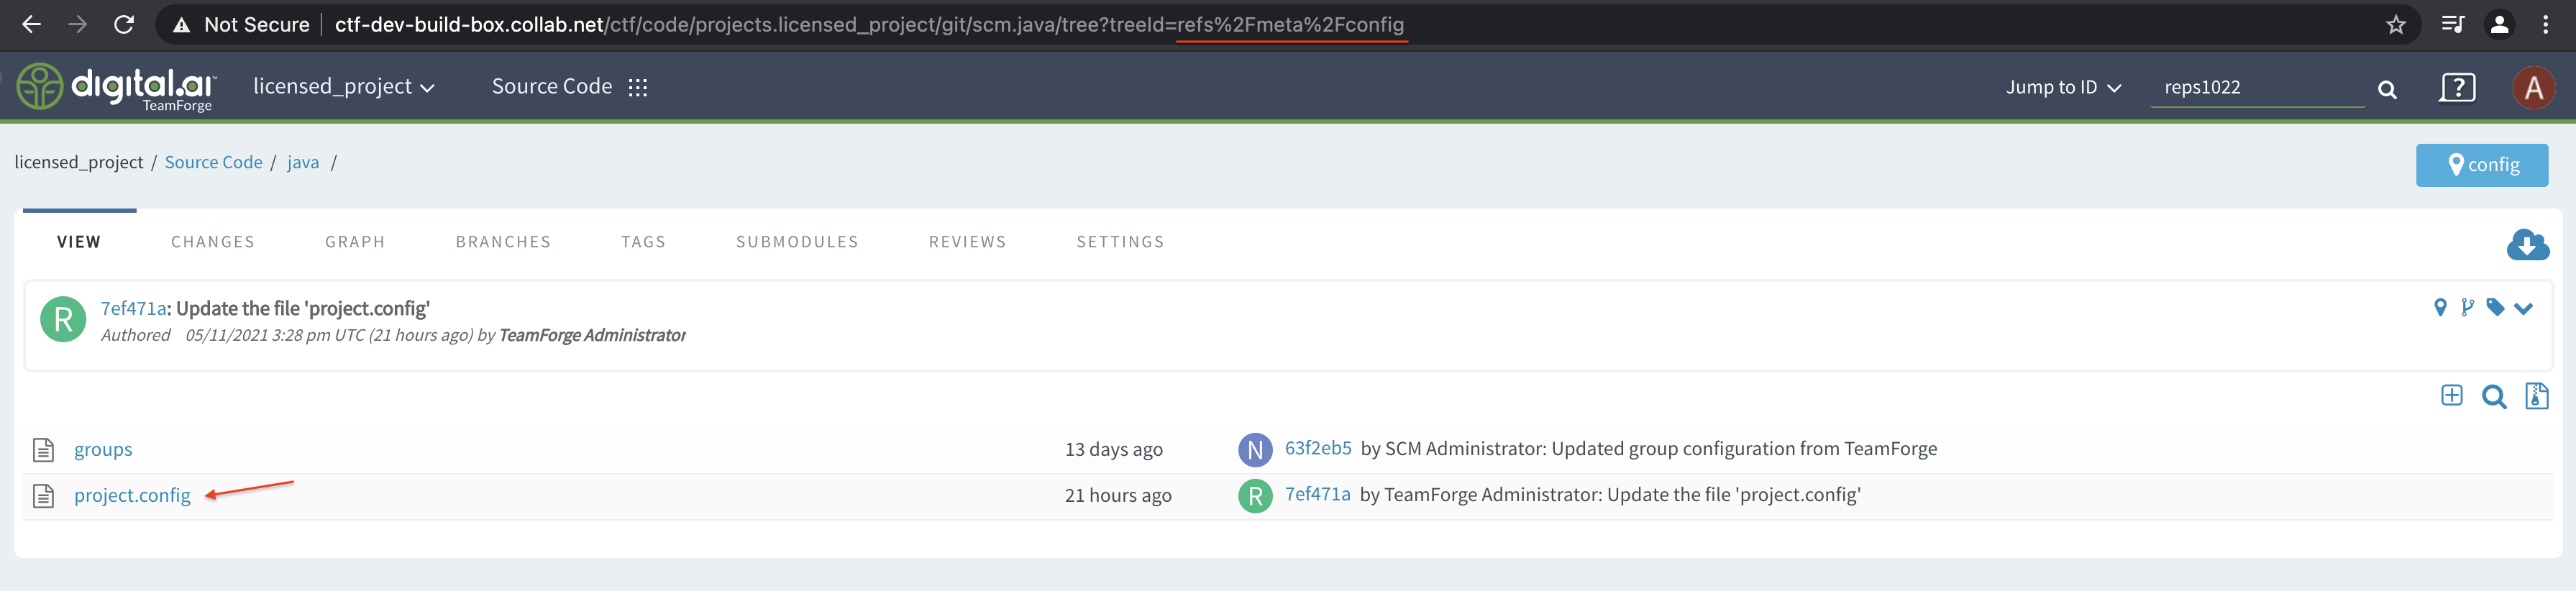 Not Secure | ctf-dev-build-box.collab.net/ctf/code/projects.licensed_project/git/scm.java/tree?treeId=refs%2Fmeta%2Fconfig
digital.ai TeamForge licensed_project Source Code Jump to ID reps1022 ? A
licensed_project / Source Code / java / config
VIEW CHANGES GRAPH BRANCHES TAGS SUBMODULES REVIEWS SETTINGS
R 7ef471a: Update the file 'project.config'
Authored 05/11/2021 3:28 pm UTC (21 hours ago) by TeamForge Administrator
groups 13 days ago N 63f2eb5 by SCM Administrator: Updated group configuration from TeamForge
project.config 21 hours ago R 7ef471a by TeamForge Administrator: Update the file 'project.config'